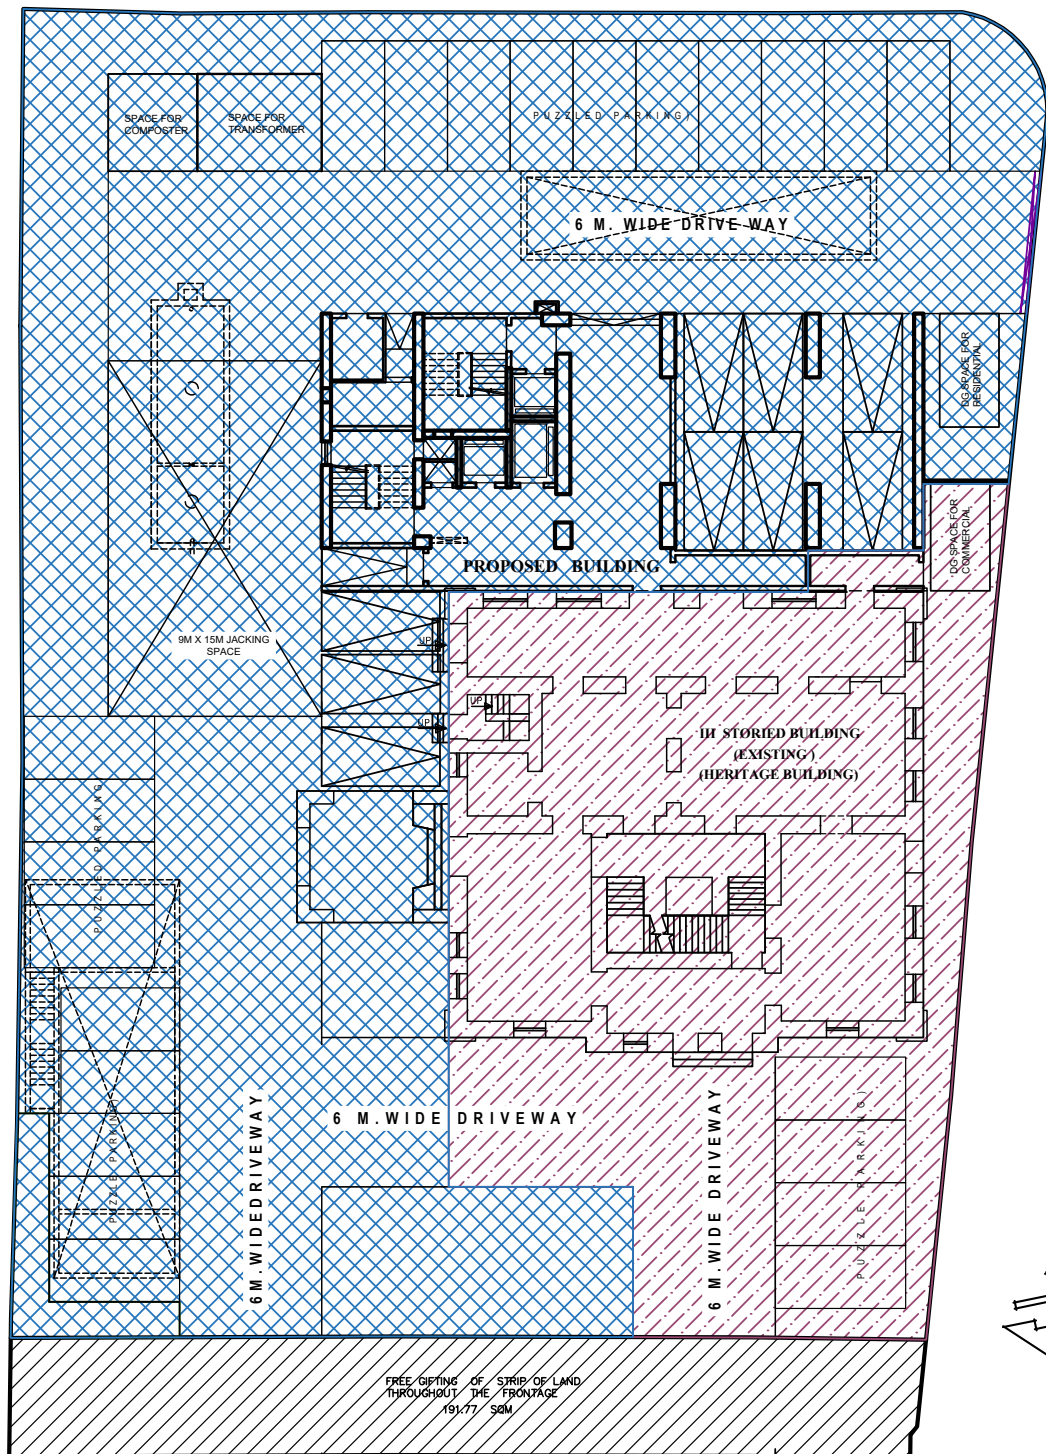 PUZZLED PARKING)
SPACE FOR
COMPOSTER
SPACE FOR
TRANSFORMER
6 M. WIDE DRIVE WAY
DG SPACE FOR
RESIDENTIAL
DG SPACE FOR
COMMERCIAL
PROPOSED BUILDING
9M X 15M JACKING
SPACE
UP
UP
UP
III STORIED BUILDING
(EXISTING )
(HERITAGE BUILDING)
PUZZLED PARKING
PUZZLE PARKING)
6 M. WIDE DRIVEWAY
6 M. WIDE DRIVEWAY
6 M. WIDE DRIVEWAY
PUZZLE PARKING)
FREE GIFTING OF STRIP OF LAND
THROUGHOUT THE FRONTAGE
191.77 SQM